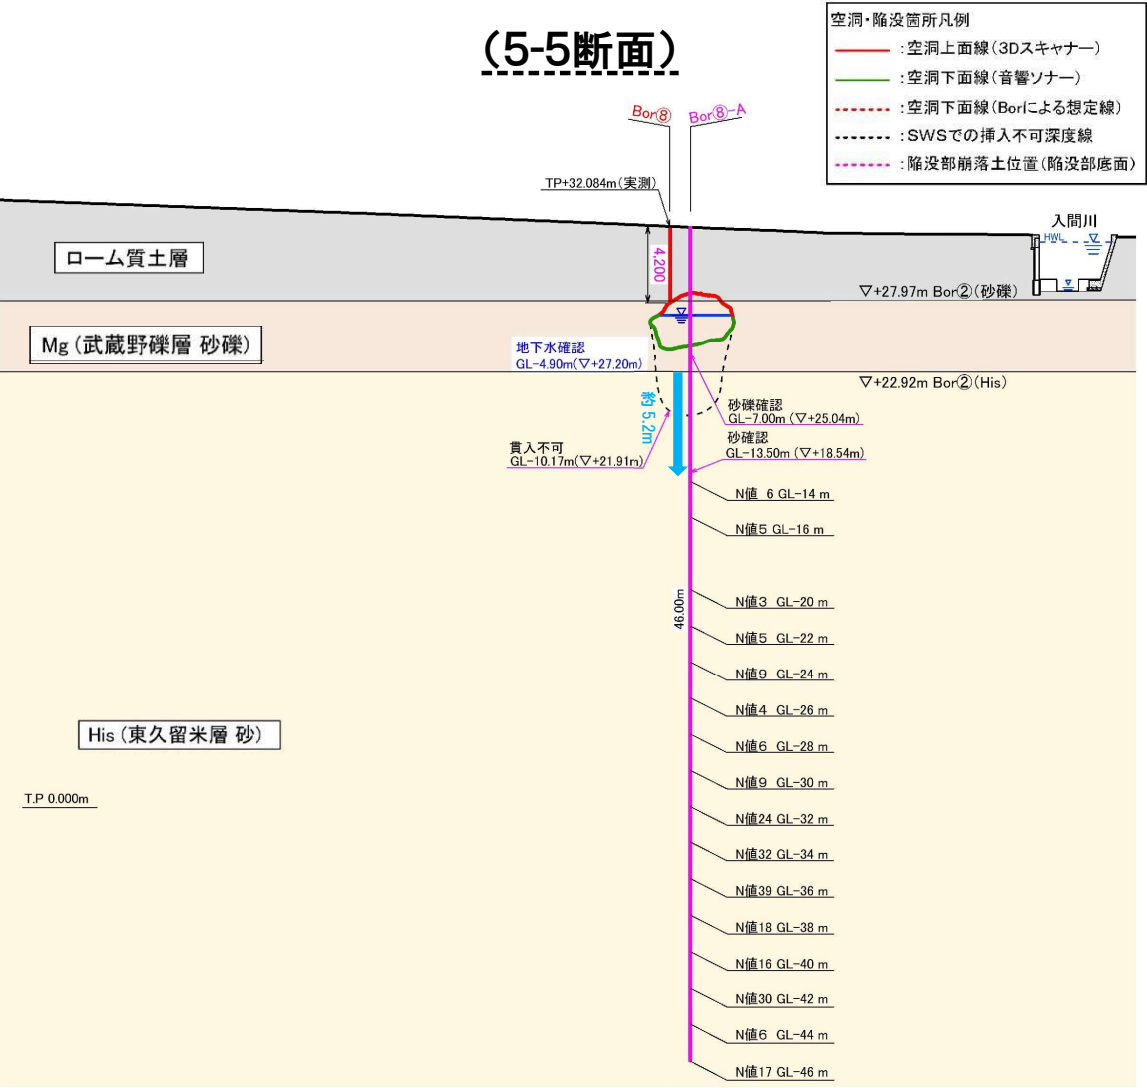 (5-5断面)
空洞・陥没箇所凡例
:空洞上面線(3Dスキャナー)
:空洞下面線(音響ソナー)
:空洞下面線(Borによる想定線)
:SWSでの挿入不可深度線
:陥没部崩落土位置(陥没部底面)
Bor⑧
Bor⑧-A
TP+32.084m(実測)
入間川
HWL
ローム質土層
4,200
▽+27.97m Bor②(砂礫)
Mg(武蔵野礫層 砂礫)
地下水確認
GL-4.90m(▽+27.20m)
▽+22.92m Bor②(His)
約 5.2m
砂礫確認
GL-7.00m (▽+25.04m)
砂確認
GL-13.50m (▽+18.54m)
貫入不可
GL-10.17m(▽+21.91m)
N値 6 GL-14 m
N値5 GL-16 m
46.00m
N値3 GL-20 m
N値5 GL-22 m
N値9 GL-24 m
N値4 GL-26 m
N値6 GL-28 m
N値9 GL-30 m
N値24 GL-32 m
N値32 GL-34 m
N値39 GL-36 m
N値18 GL-38 m
N値16 GL-40 m
N値30 GL-42 m
N値6 GL-44 m
N値17 GL-46 m
His(東久留米層 砂)
T.P 0.000m